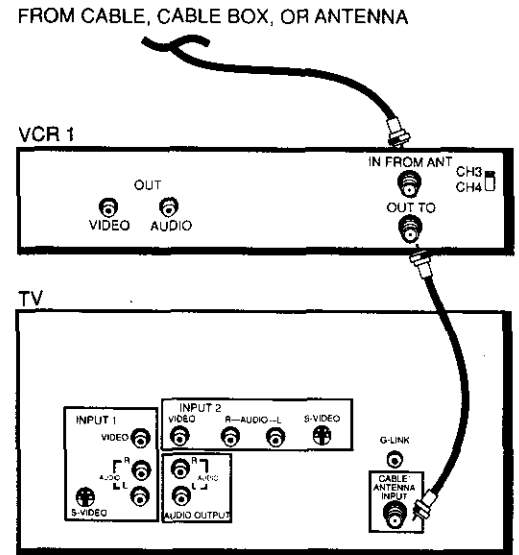 FROM CABLE, CABLE BOX, OR ANTENNA
VCR 1
IN FROM ANT
CH3
CH4
OUT
OUT TO
VIDEO AUDIO
TV
INPUT 1
VIDEO
R
AUDIO
L
S-VIDEO
INPUT 2
VIDEO R—AUDIO—L S-VIDEO
R
AUDIO
L
AUDIO OUTPUT
G-LINK
CABLE/
ANTENNA
INPUT